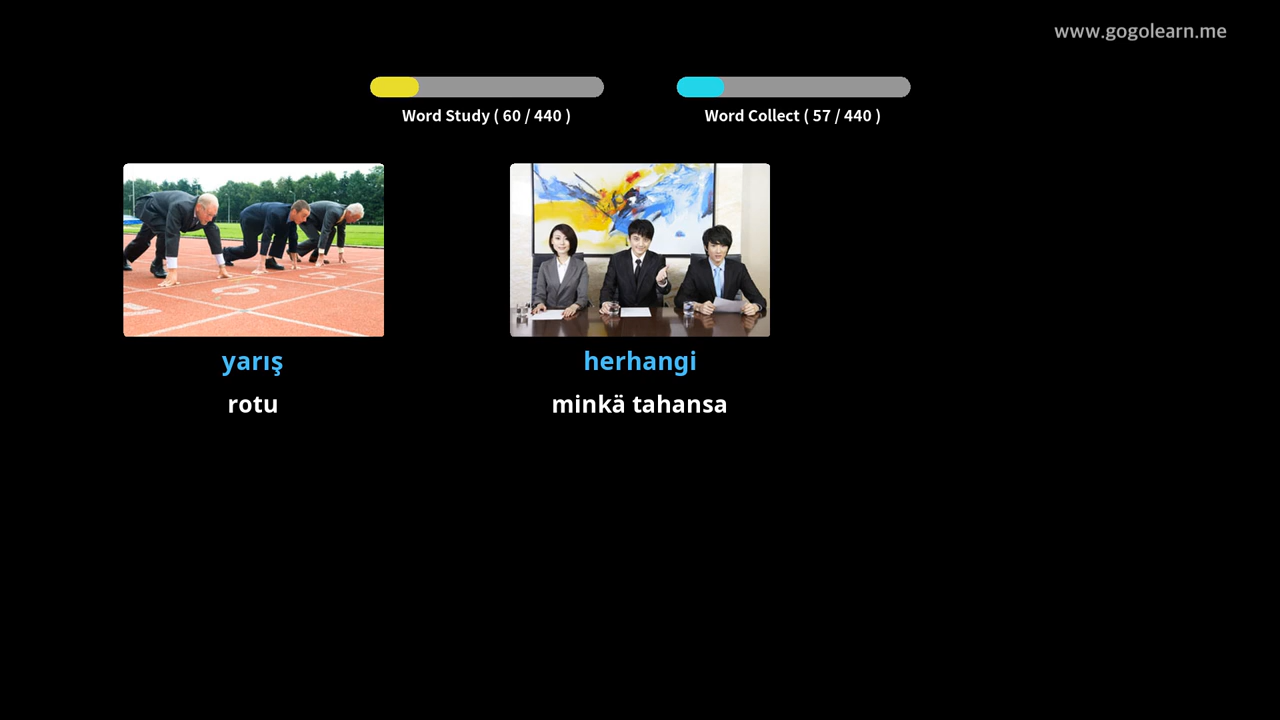 www.gogolearn.me
Word Study ( 60 / 440 )
Word Collect ( 57 / 440 )
yarış
rotu
herhangi
minkä tahansa